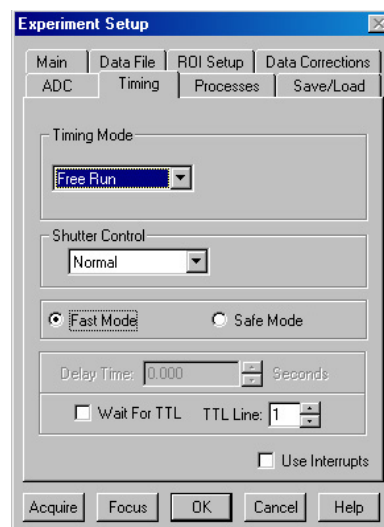 Experiment Setup
Main Data File ROI Setup Data Corrections
ADC Timing Processes Save/Load
Timing Mode
Free Run
Shutter Control
Normal
Fast Mode Safe Mode
Delay Time: 0.000 Seconds
Wait For TTL TTL Line: 1
Use Interrupts
Acquire Focus OK Cancel Help